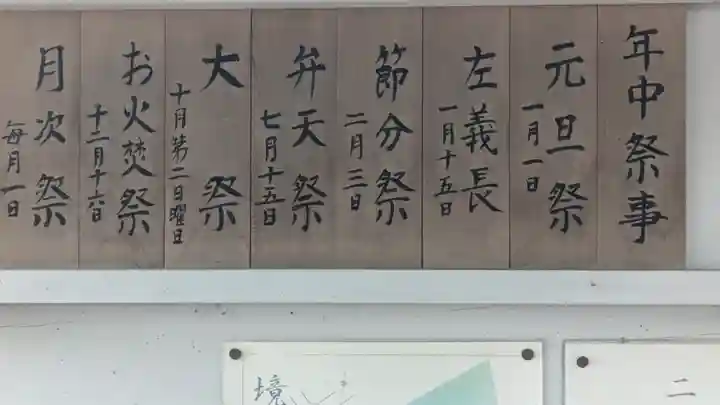 年中祭事
元旦祭
一月一日
左義長
一月十五日
節分祭
二月三日
弁天祭
七月十五日
大祭
十月第二日曜日
お火焚祭
十二月十六日
月次祭
毎月一日
境
二